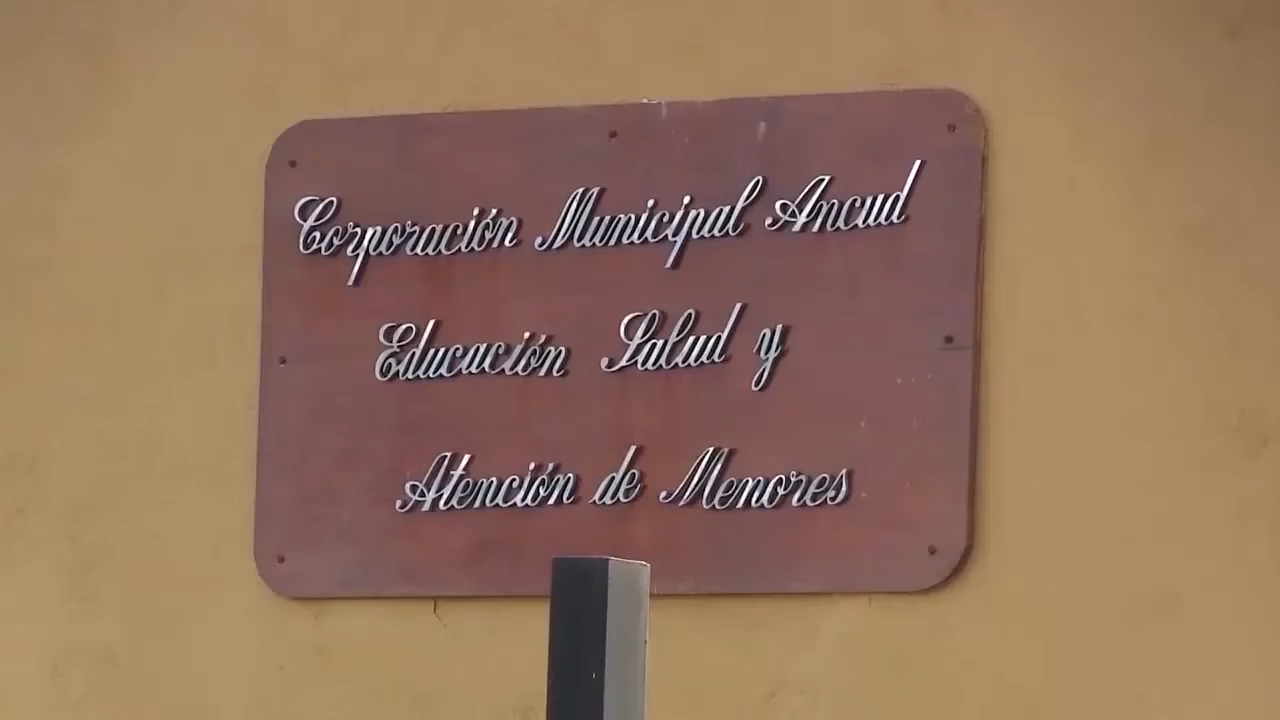 Corporación Municipal Ancud
Educación Salud y
Atención de Menores